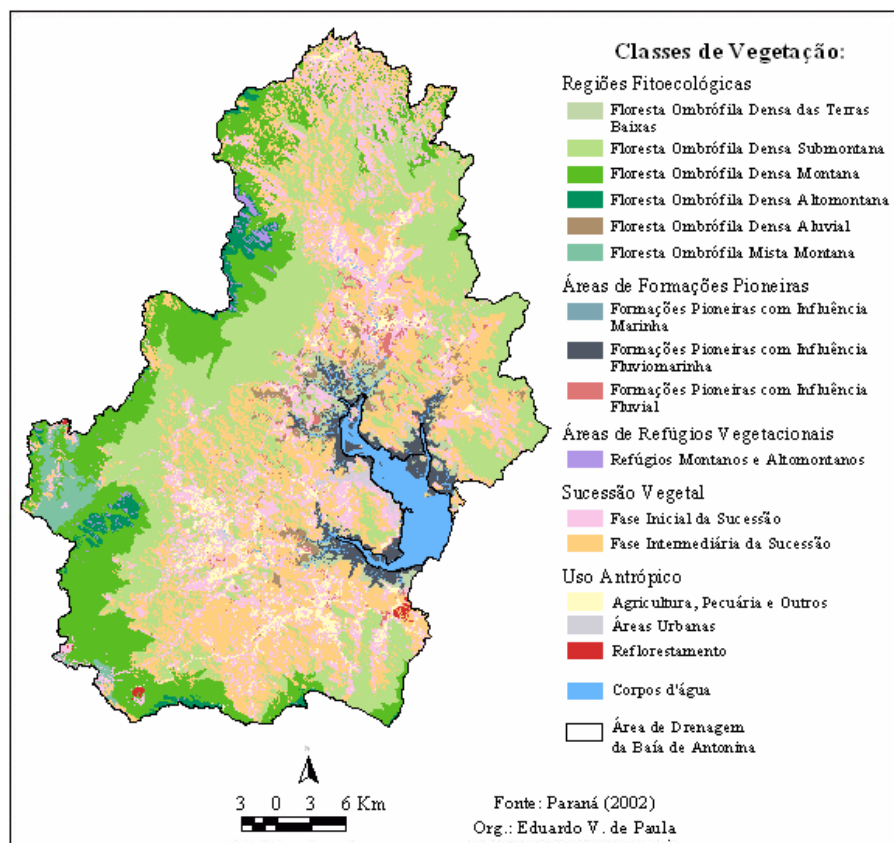 Classes de Vegetação:
Regiões Fitoecológicas
Floresta Ombrófila Densa das Terras
Baixas
Floresta Ombrófila Densa Submontana
Floresta Ombrófila Densa Montana
Floresta Ombrófila Densa Altomontana
Floresta Ombrófila Densa Aluvial
Floresta Ombrófila Mista Montana
Áreas de Formações Pioneiras
Formações Pioneiras com Influência
Marinha
Formações Pioneiras com Influência
Fluviomarinha
Formações Pioneiras com Influência
Fluvial
Áreas de Refúgios Vegetacionais
Refúgios Montanos e Altomontanos
Sucessão Vegetal
Fase Inicial da Sucessão
Fase Intermediária da Sucessão
Uso Antrópico
Agricultura, Pecuária e Outros
Áreas Urbanas
Reflorestamento
Corpos d'água
Área de Drenagem
da Baía de Antonina
3 0 3 6 Km
Fonte: Paraná (2002)
Org.: Eduardo V. de Paula